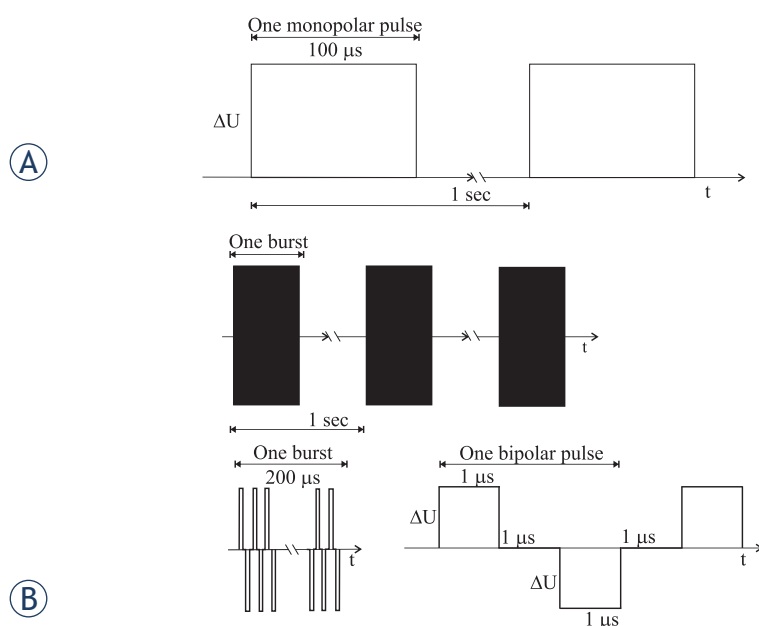 One monopolar pulse
100 μs
ΔU
A
1 sec
t
One burst
t
1 sec
One burst
One bipolar pulse
200 μs
1 μs
ΔU
1 μs
1 μs
t
t
ΔU
B
1 μs